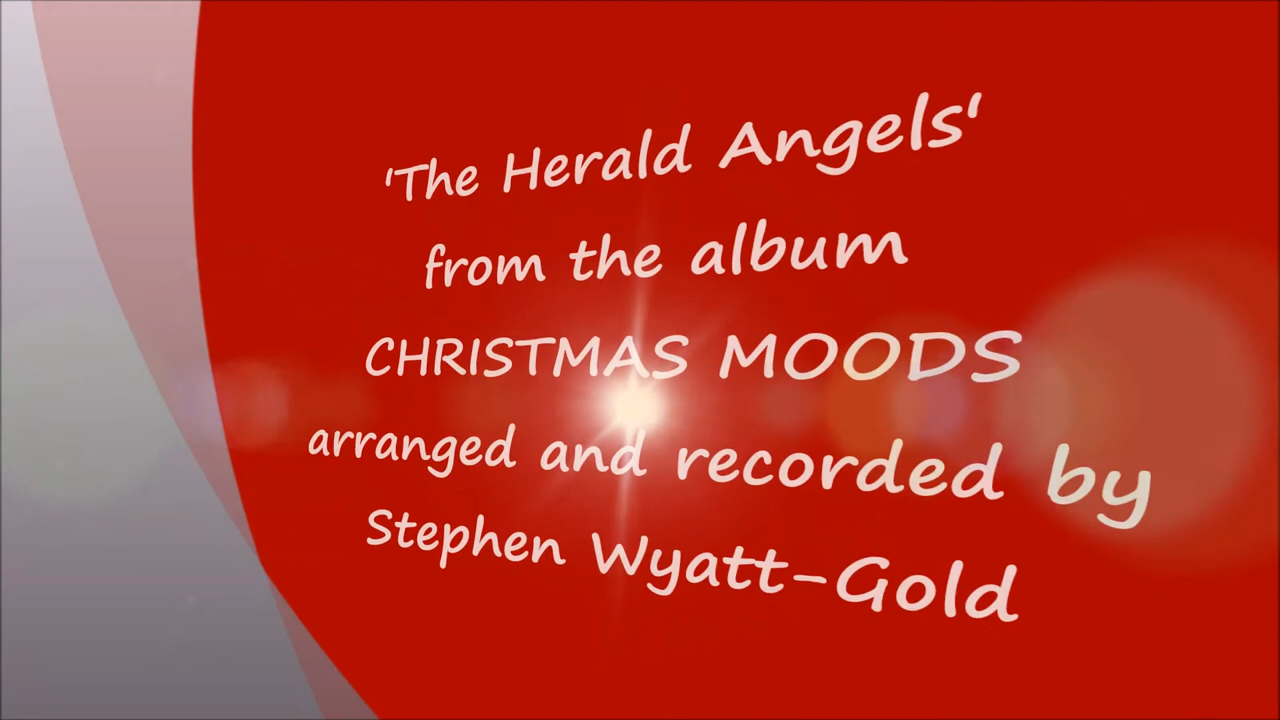 'The Herald Angels'
from the album
CHRISTMAS MOODS
arranged and recorded by
Stephen Wyatt-Gold